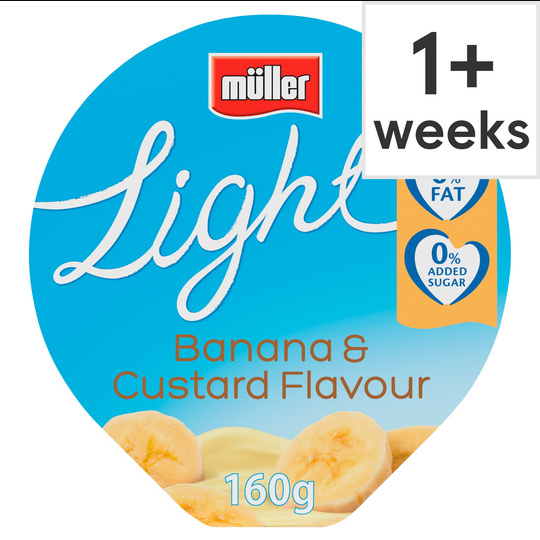 müller
1+
weeks
Light
%
FAT
0%
ADDED
SUGAR
Banana &
Custard Flavour
160g